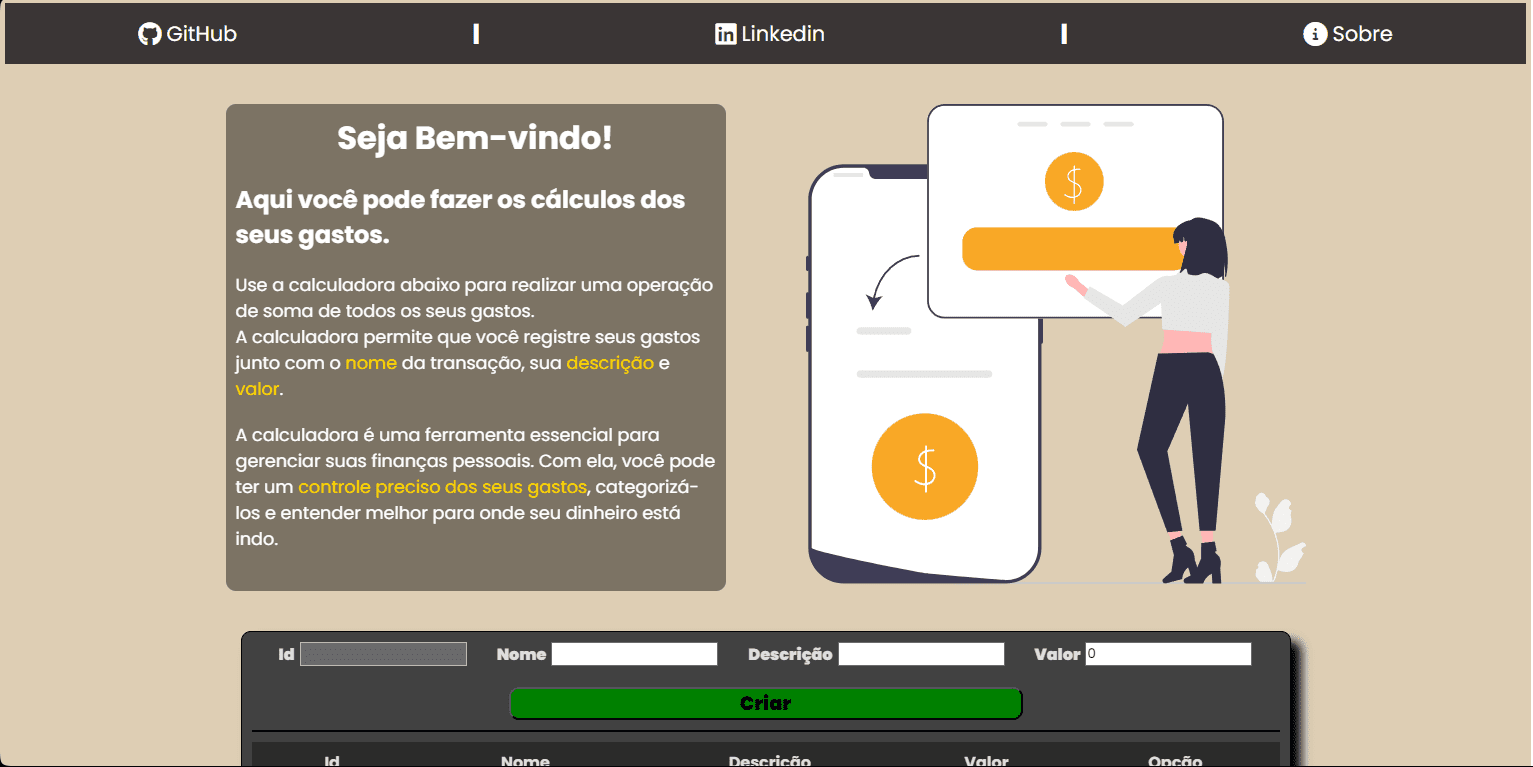 GitHub
Linkedin
Sobre
Seja Bem-vindo!
Aqui você pode fazer os cálculos dos
seus gastos.
Use a calculadora abaixo para realizar uma operação
de soma de todos os seus gastos.
A calculadora permite que você registre seus gastos
junto com o nome da transação, sua descrição e
valor.
A calculadora é uma ferramenta essencial para
gerenciar suas finanças pessoais. Com ela, você pode
ter um controle preciso dos seus gastos, categorizá-
los e entender melhor para onde seu dinheiro está
indo.
$
$
Id Nome Descrição Valor 0
Criar
Id Nome Descrição Valor Opção